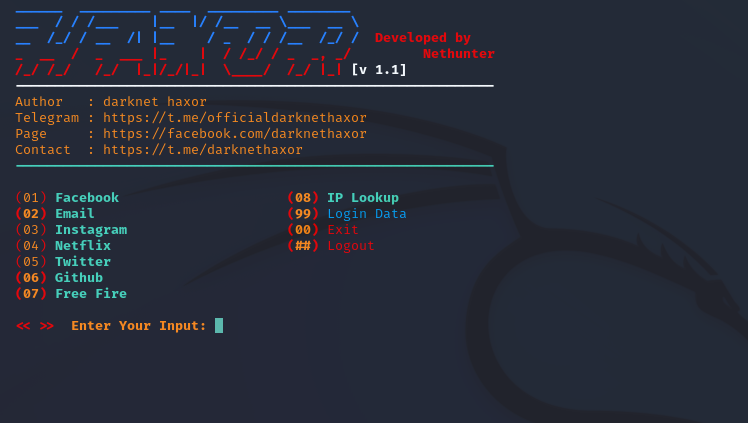 Developed by
Nethunter
[v 1.1]
Author : darknet haxor
Telegram : https://t.me/officialdarknethaxor
Page : https://facebook.com/darknethaxor
Contact : https://t.me/darknethaxor
(01) Facebook (08) IP Lookup
(02) Email (99) Login Data
(03) Instagram (00) Exit
(04) Netflix (##) Logout
(05) Twitter
(06) Github
(07) Free Fire
<< >> Enter Your Input: